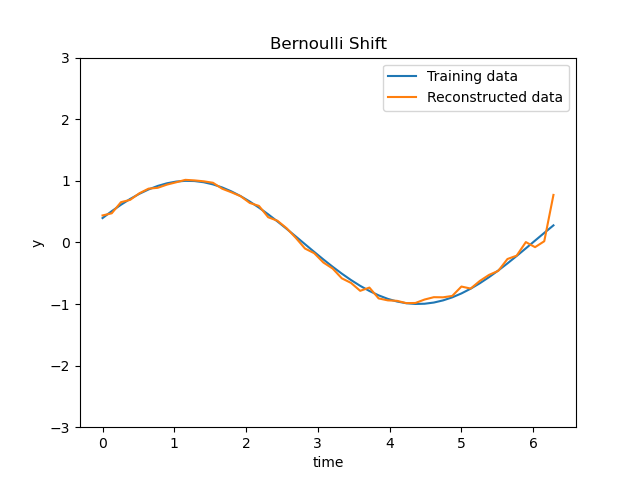 Bernoulli Shift
Training data
Reconstructed data
3
2
1
0
−1
−2
−3
y
0 1 2 3 4 5 6
time